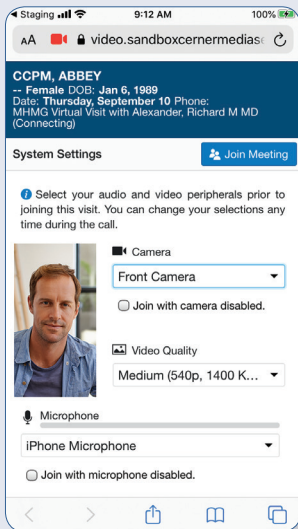 Staging 9:12 AM 100%
AA video.sandboxcernermedias
CCPM, ABBEY
-- Female DOB: Jan 6, 1989
Date: Thursday, September 10 Phone:
MHMG Virtual Visit with Alexander, Richard M MD
(Connecting)
System Settings
Join Meeting
Select your audio and video peripherals prior to
joining this visit. You can change your selections any
time during the call.
Camera
Front Camera
Join with camera disabled.
Video Quality
Medium (540p, 1400 K...
Microphone
iPhone Microphone
Join with microphone disabled.